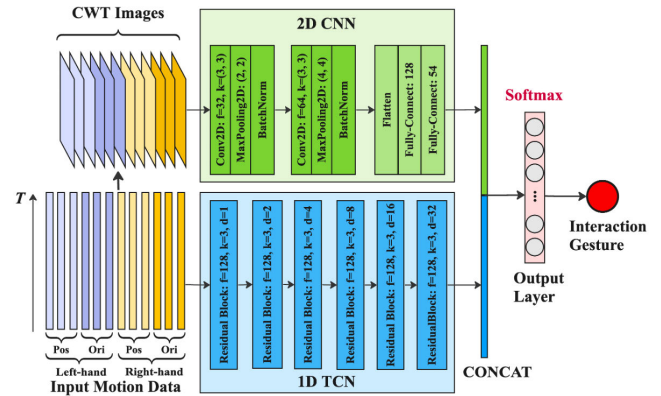 CWT Images
2D CNN
Conv2D: f=32, k=(3, 3)
MaxPooling2D: (2, 2)
BatchNorm
Conv2D: f=64, k=(3, 3)
MaxPooling2D: (4, 4)
BatchNorm
Flatten
Fully-Connect: 128
Fully-Connect: 54
Softmax
...
Interaction
Gesture
Output
Layer
T
Residual Block: f=128, k=3, d=1
Residual Block: f=128, k=3, d=2
Residual Block: f=128, k=3, d=4
Residual Block: f=128, k=3, d=8
Residual Block: f=128, k=3, d=16
ResidualBlock: f=128, k=3, d=32
Pos Ori Pos Ori
Left-hand Right-hand
Input Motion Data
1D TCN
CONCAT